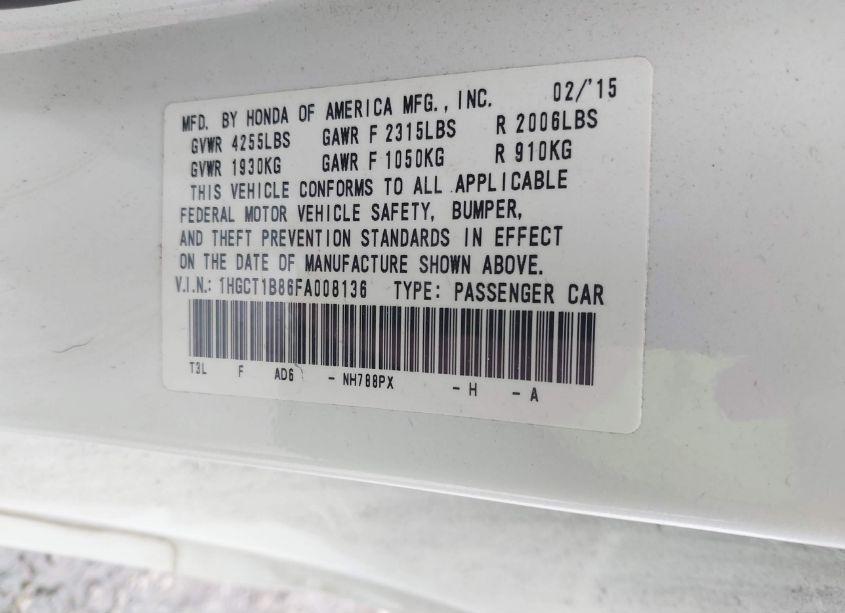 MFD. BY HONDA OF AMERICA MFG., INC. 02/'15
GVWR 4255LBS GAWR F 2315LBS R 2006LBS
GVWR 1930KG GAWR F 1050KG R 910KG
THIS VEHICLE CONFORMS TO ALL APPLICABLE
FEDERAL MOTOR VEHICLE SAFETY, BUMPER,
AND THEFT PREVENTION STANDARDS IN EFFECT
ON THE DATE OF MANUFACTURE SHOWN ABOVE.
V.I.N.: 1HGCT1B86FA008136 TYPE: PASSENGER CAR
T3L F AD6 - NH788PX - H - A